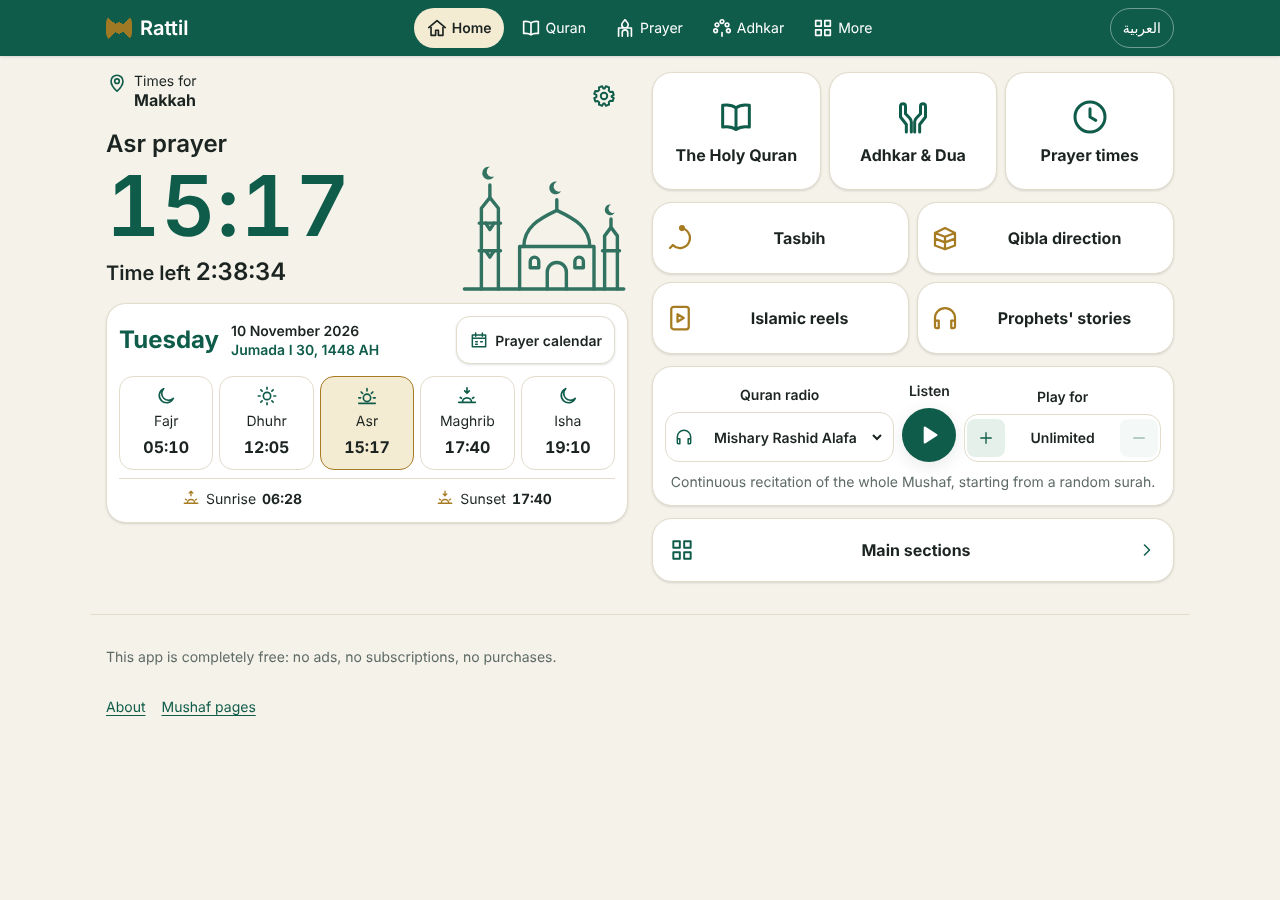 Rattil
Home
Quran
Prayer
Adhkar
More
العربية
Times for
Makkah
Asr prayer
15:17
Time left 2:38:34
Tuesday
10 November 2026
Jumada I 30, 1448 AH
Prayer calendar
Fajr
05:10
Dhuhr
12:05
Asr
15:17
Maghrib
17:40
Isha
19:10
Sunrise 06:28
Sunset 17:40
The Holy Quran
Adhkar & Dua
Prayer times
Tasbih
Qibla direction
Islamic reels
Prophets' stories
Quran radio
Mishary Rashid Alafa
Listen
Play for
+ Unlimited −
Continuous recitation of the whole Mushaf, starting from a random surah.
Main sections
This app is completely free: no ads, no subscriptions, no purchases.
About
Mushaf pages